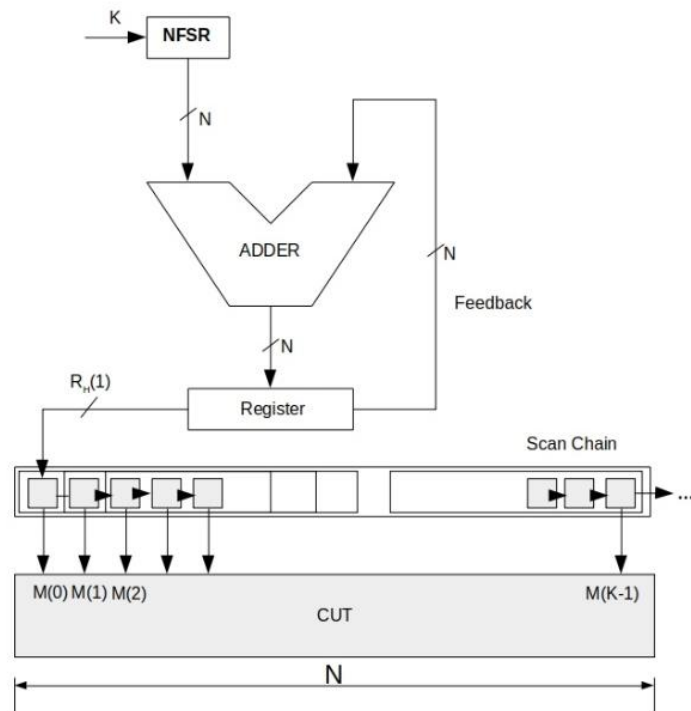 K
NFSR
N
ADDER
N
Feedback
N
R_H(1)
Register
Scan Chain
...
M(0) M(1) M(2) M(K-1)
CUT
N